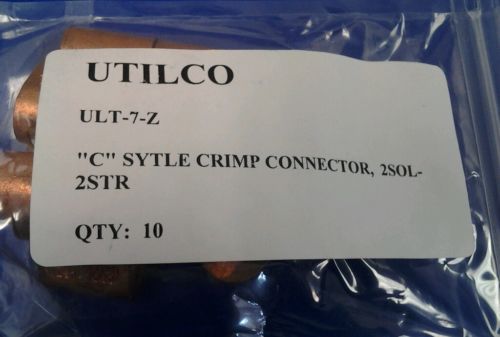 UTILCO
ULT-7-Z
"C" SYTLE CRIMP CONNECTOR, 2SOL-
2STR
QTY: 10